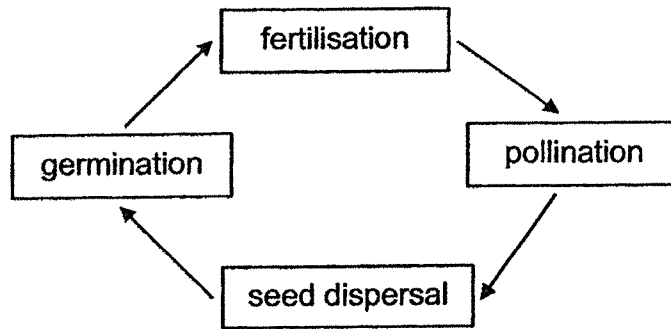 fertilisation
germination
pollination
seed dispersal